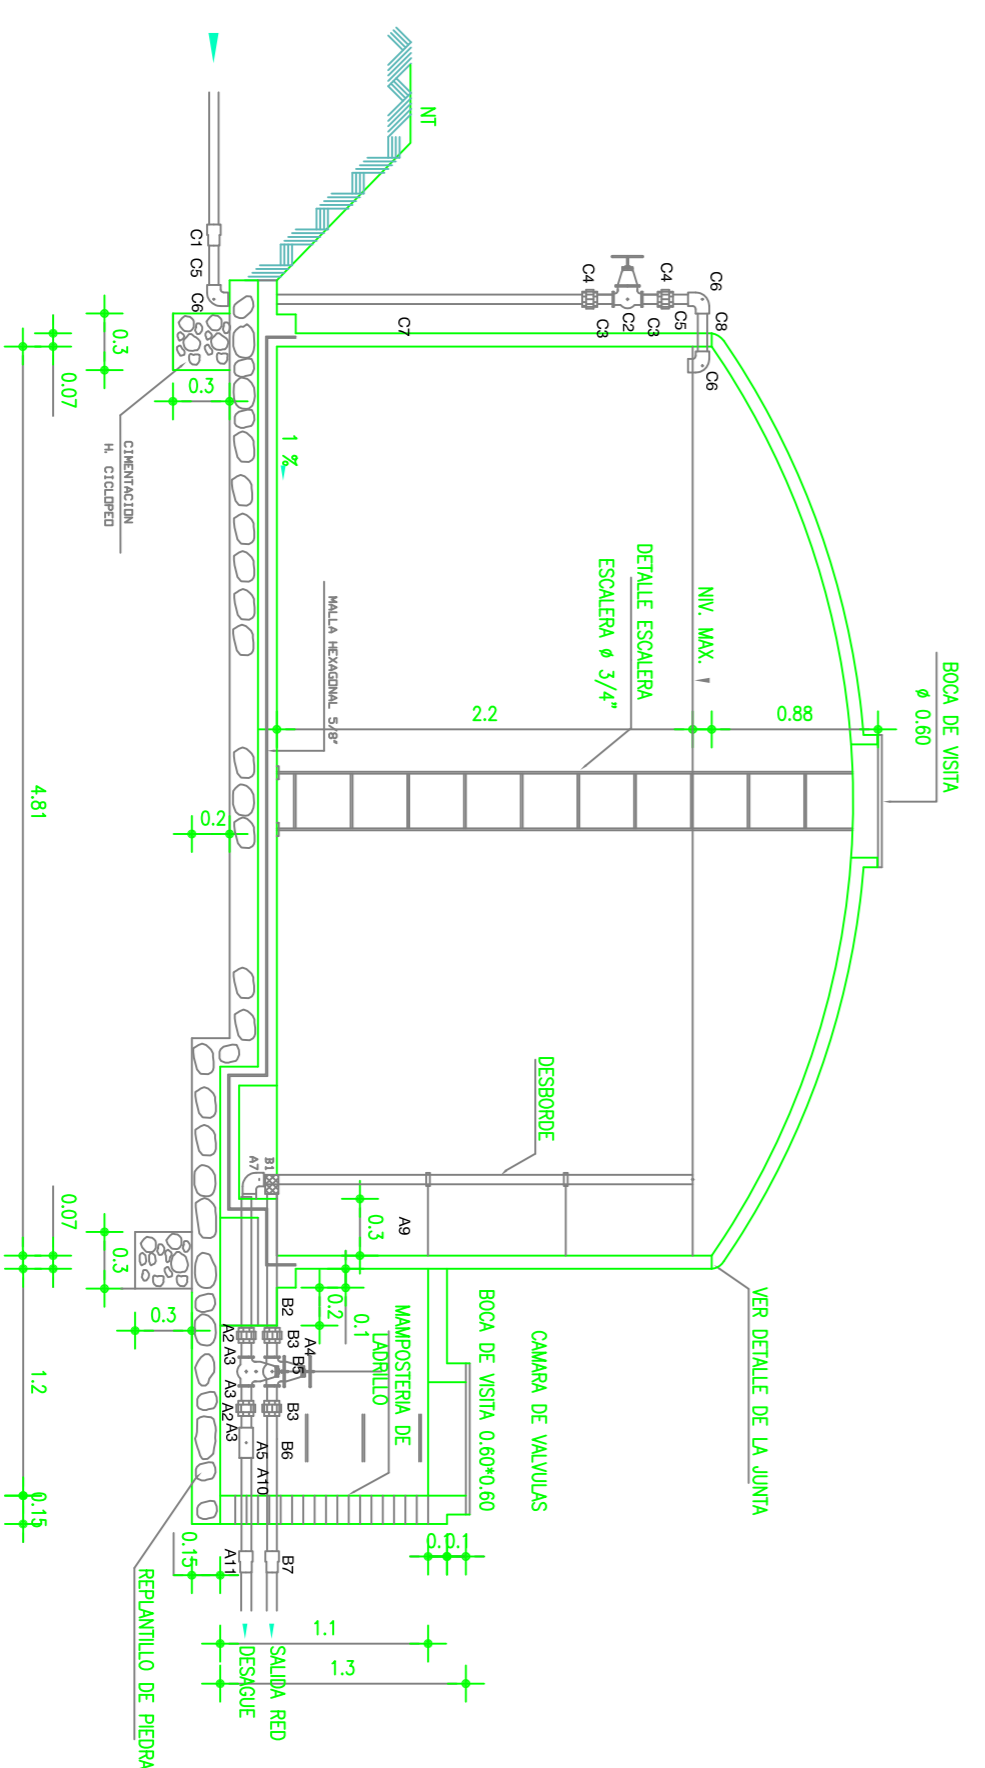 NT
C1 C5 C6
0.3
0.07
0.3
CIMENTACION
H. CICLOPEO
1 %
C7
C4
C3
C2
C4
C3
C5
C6
C8
C6
MALLA HEXAGONAL 5/8"
DETALLE ESCALERA
ESCALERA Ø 3/4"
NIV. MAX.
BOCA DE VISITA
Ø 0.60
2.2
0.88
4.81
0.2
DESBORDE
B1
A7
A9
0.3
0.07
0.3
0.3
0.1
0.2
VER DETALLE DE LA JUNTA
CAMARA DE VALVULAS
BOCA DE VISITA 0.60*0.60
MAMPOSTERIA DE
LADRILLO
B2
B3
B5
A4
B3
B6
A2 A3
A3 A2 A3
A5 A10
1.2
0.15
0.15
A11
B7
0.1
0.1
1.1
1.3
SALIDA RED
DESAGUE
REPLANTILLO DE PIEDRA